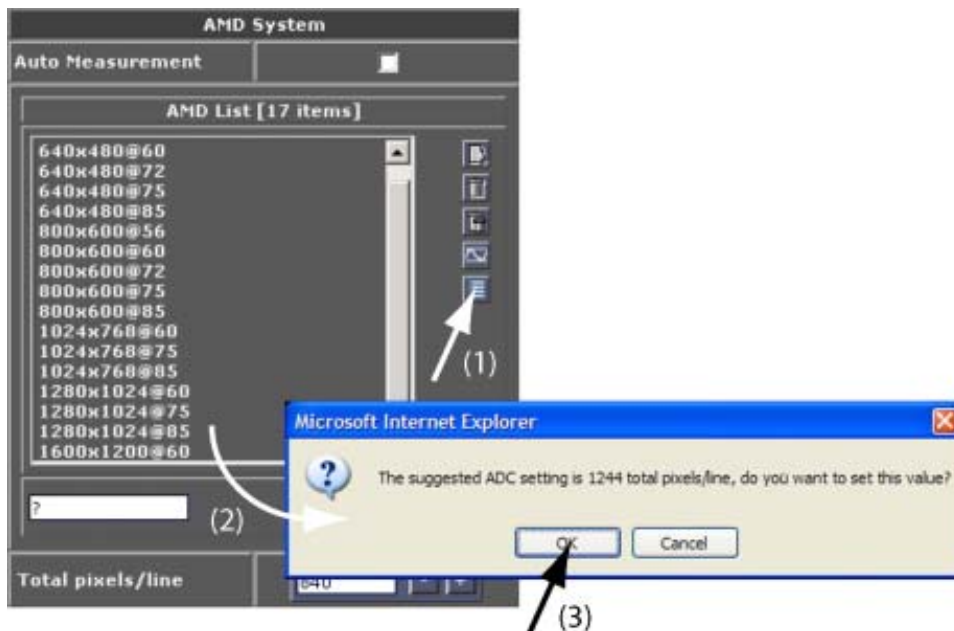 AMD System
Auto Measurement
AMD List [17 items]
640x480@60
640x480@72
640x480@75
640x480@85
800x600@56
800x600@60
800x600@72
800x600@75
800x600@85
1024x768@60
1024x768@75
1024x768@85
1280x1024@60
1280x1024@75
1280x1024@85
1600x1200@60
(1)
?
(2)
Microsoft Internet Explorer
The suggested ADC setting is 1244 total pixels/line, do you want to set this value?
OK
Cancel
Total pixels/line
840
(3)